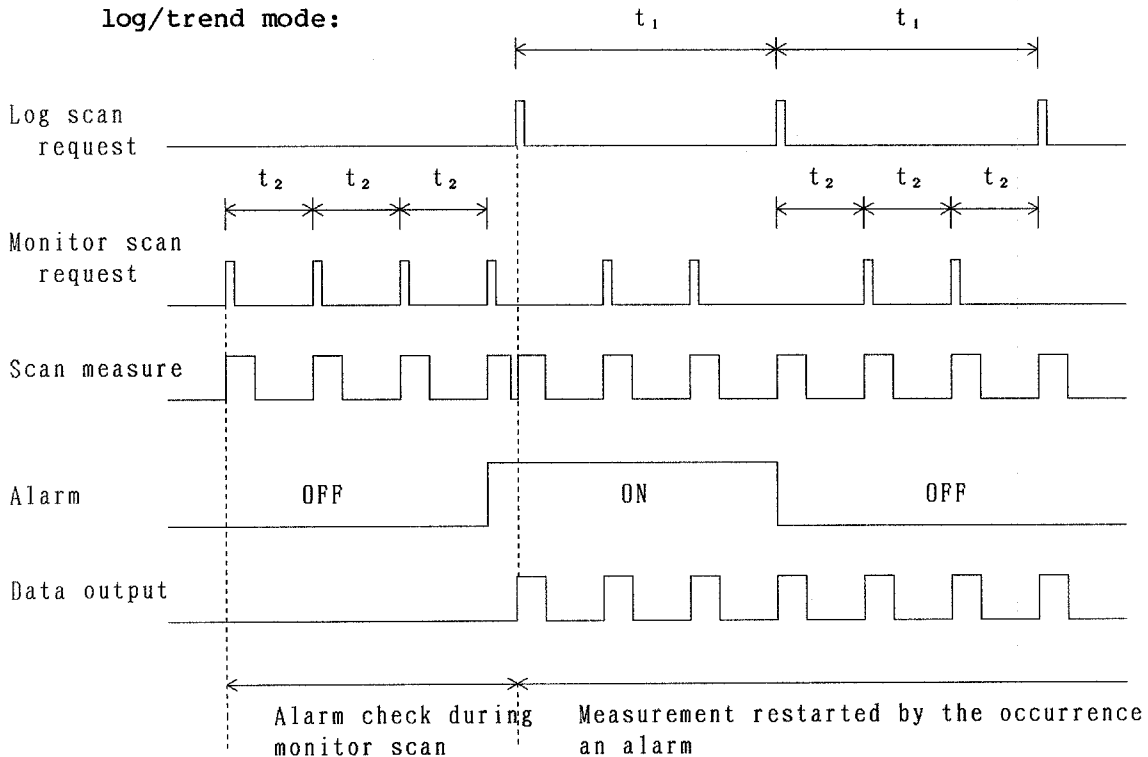 log/trend mode:
t₁ t₁
Log scan
request
t₂ t₂ t₂ t₂ t₂ t₂
Monitor scan
request
Scan measure
Alarm OFF ON OFF
Data output
Alarm check during Measurement restarted by the occurrence
monitor scan an alarm